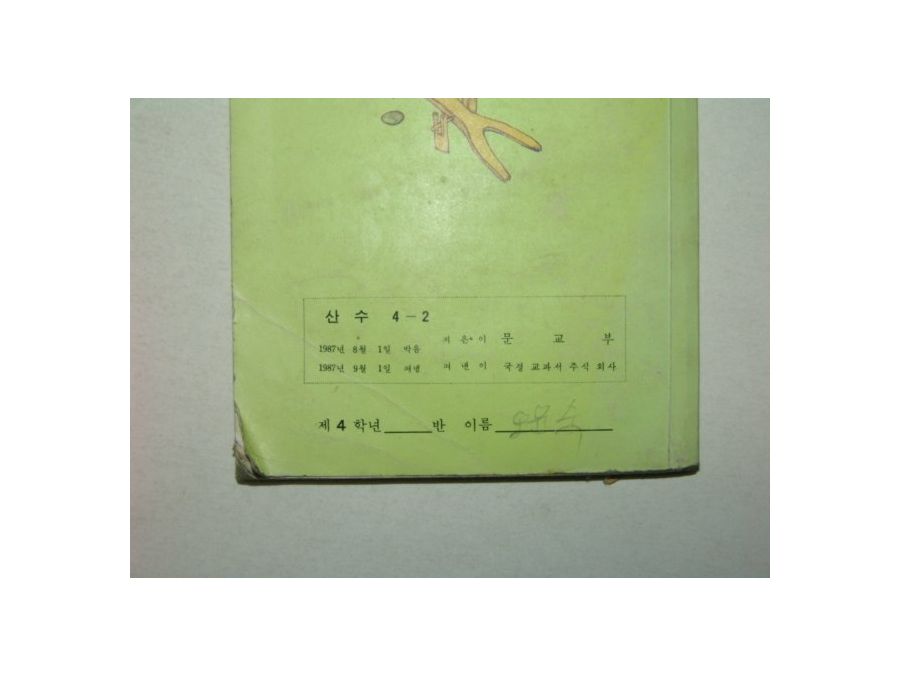 산 수 4-2
1987년 8월 1일 박음 지은이 문 교 부
1987년 9월 1일 펴냄 펴낸이 국정 교과서 주식 회사
제 4 학년 반 이름